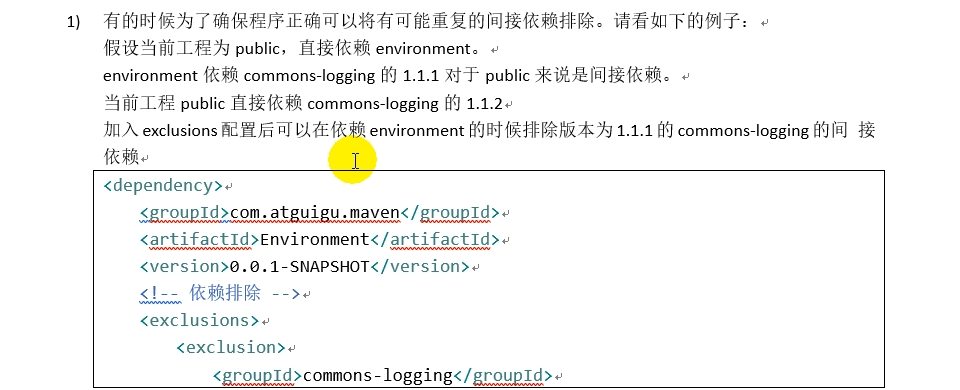 1) 有的时候为了确保程序正确可以将有可能重复的间接依赖排除。请看如下的例子：
假设当前工程为 public，直接依赖 environment。
environment 依赖 commons-logging 的 1.1.1 对于 public 来说是间接依赖。
当前工程 public 直接依赖 commons-logging 的 1.1.2
加入 exclusions 配置后可以在依赖 environment 的时候排除版本为 1.1.1 的 commons-logging 的间 接
依赖
<dependency>
<groupId>com.atguigu.maven</groupId>
<artifactId>Environment</artifactId>
<version>0.0.1-SNAPSHOT</version>
<!-- 依赖排除 -->
<exclusions>
<exclusion>
<groupId>commons-logging</groupId>